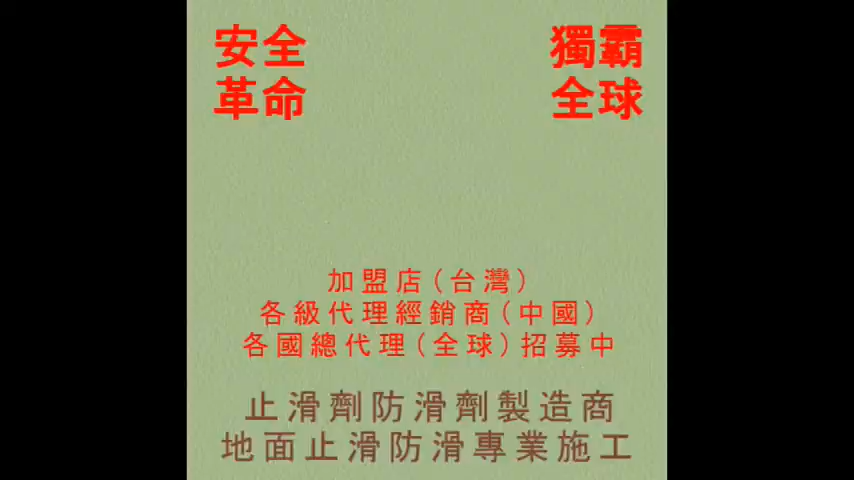 安全
革命
獨霸
全球
加盟店(台灣)
各級代理經銷商(中國)
各國總代理(全球)招募中
止滑劑防滑劑製造商
地面止滑防滑專業施工